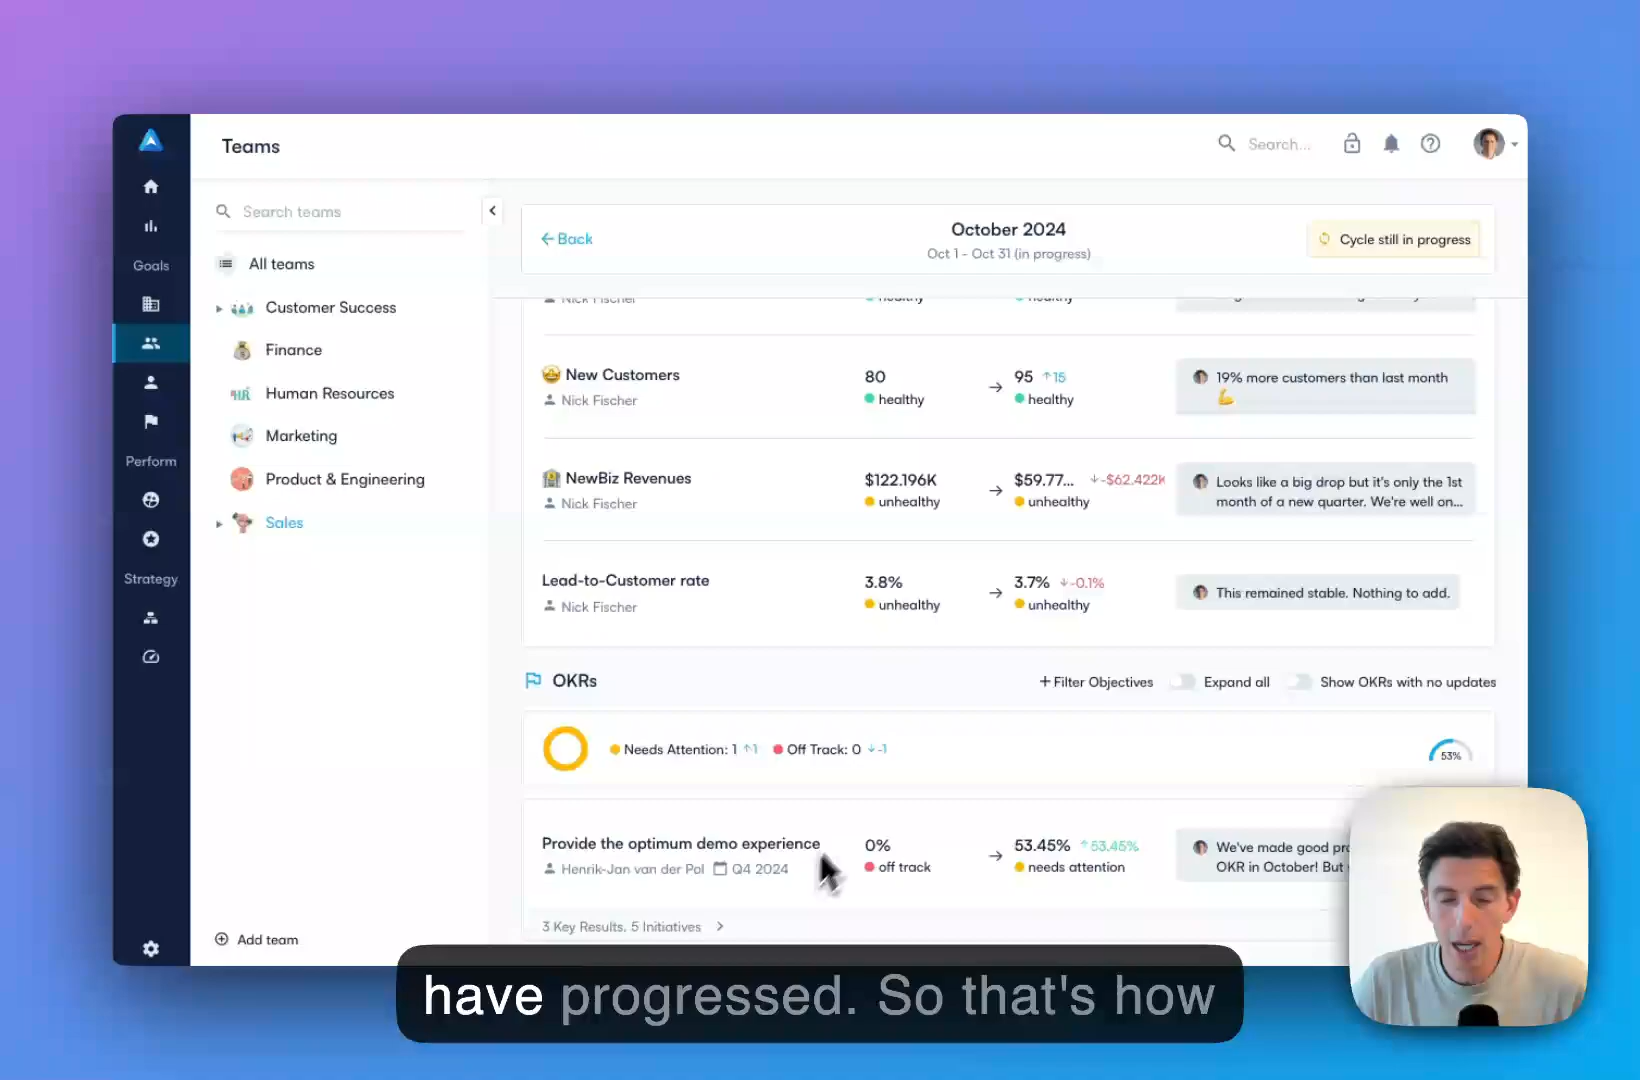 Teams
Search...
Search teams
All teams
Customer Success
Finance
HR Human Resources
Marketing
Product & Engineering
Sales
Add team
Goals
Perform
Strategy
Back
October 2024
Oct 1 - Oct 31 (in progress)
Cycle still in progress
Nick Fischer
healthy
healthy
New Customers
Nick Fischer
80
healthy
95 ↑15
healthy
19% more customers than last month
NewBiz Revenues
Nick Fischer
$122.196K
unhealthy
$59.77... ↓-$62.422K
unhealthy
Looks like a big drop but it's only the 1st
month of a new quarter. We're well on...
Lead-to-Customer rate
Nick Fischer
3.8%
unhealthy
3.7% ↓-0.1%
unhealthy
This remained stable. Nothing to add.
OKRs
+ Filter Objectives
Expand all
Show OKRs with no updates
Needs Attention: 1 ↑1
Off Track: 0 ↓-1
53%
Provide the optimum demo experience
Henrik-Jan van der Pol Q4 2024
0%
off track
53.45% ↑53.45%
needs attention
We've made good
OKR in October! But
3 Key Results, 5 Initiatives
have progressed. So that's how